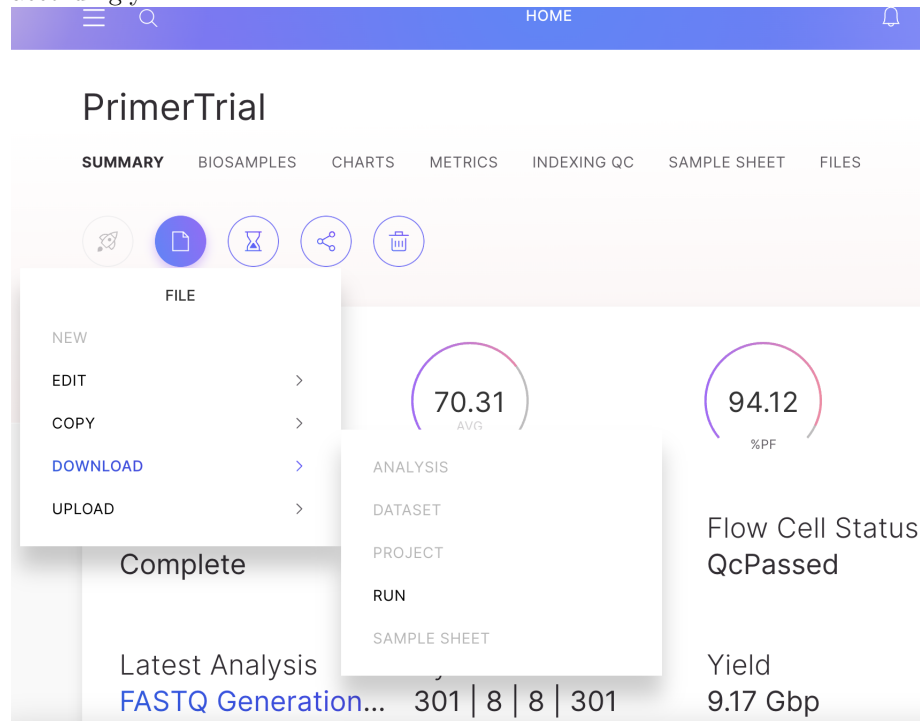 HOME
PrimerTrial
SUMMARY BIOSAMPLES CHARTS METRICS INDEXING QC SAMPLE SHEET FILES
FILE
NEW
EDIT
COPY
DOWNLOAD
UPLOAD
ANALYSIS
DATASET
PROJECT
RUN
SAMPLE SHEET
70.31
AVG
94.12
%PF
Complete
Flow Cell Status
QcPassed
Latest Analysis
FASTQ Generation...
301 | 8 | 8 | 301
Yield
9.17 Gbp